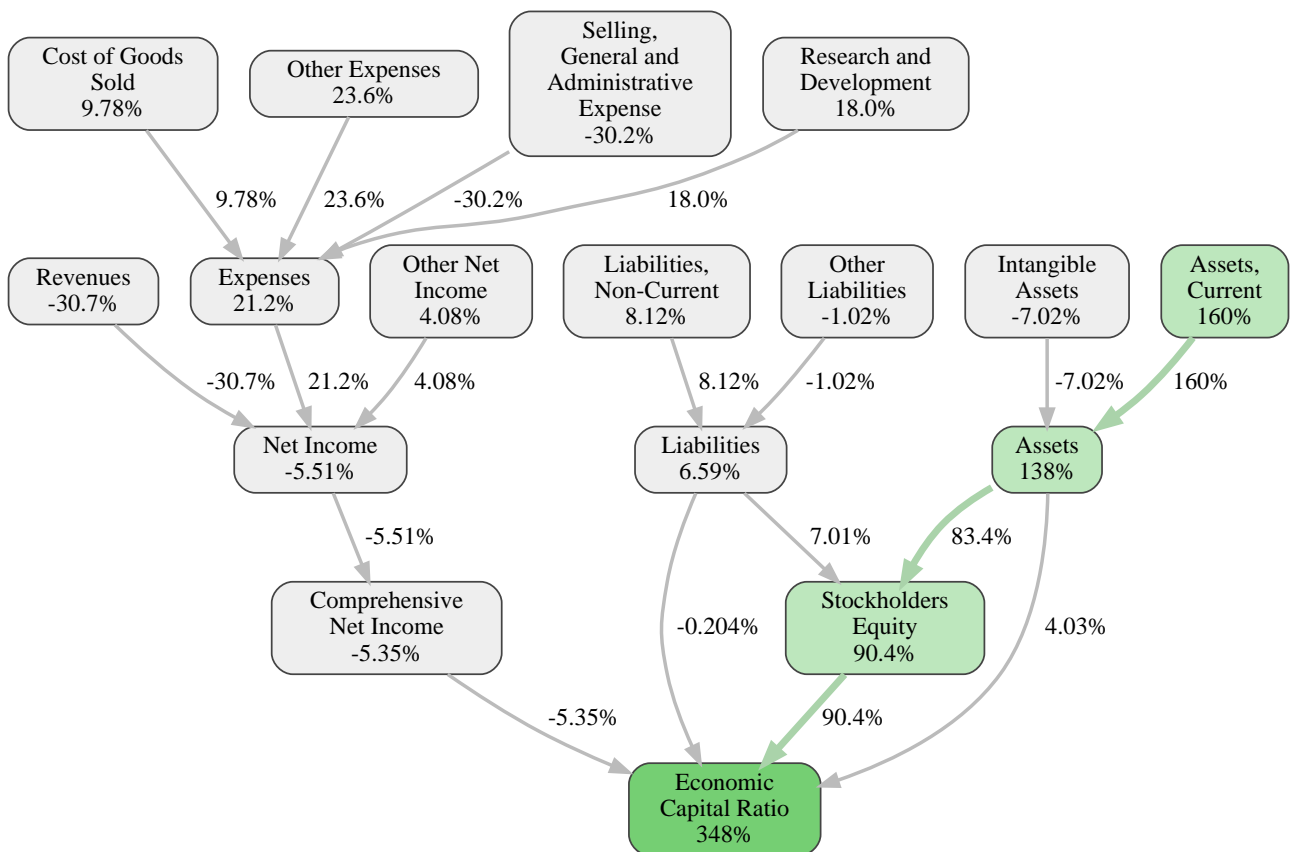 Cost of Goods
Sold
9.78%
Other Expenses
23.6%
Selling,
General and
Administrative
Expense
-30.2%
Research and
Development
18.0%
9.78%
23.6%
-30.2%
18.0%
Revenues
-30.7%
Expenses
21.2%
Other Net
Income
4.08%
Liabilities,
Non-Current
8.12%
Other
Liabilities
-1.02%
Intangible
Assets
-7.02%
Assets,
Current
160%
-30.7%
21.2%
4.08%
8.12%
-1.02%
-7.02%
160%
Net Income
-5.51%
Liabilities
6.59%
Assets
138%
-5.51%
7.01%
83.4%
Comprehensive
Net Income
-5.35%
-0.204%
Stockholders
Equity
90.4%
4.03%
-5.35%
90.4%
Economic
Capital Ratio
348%